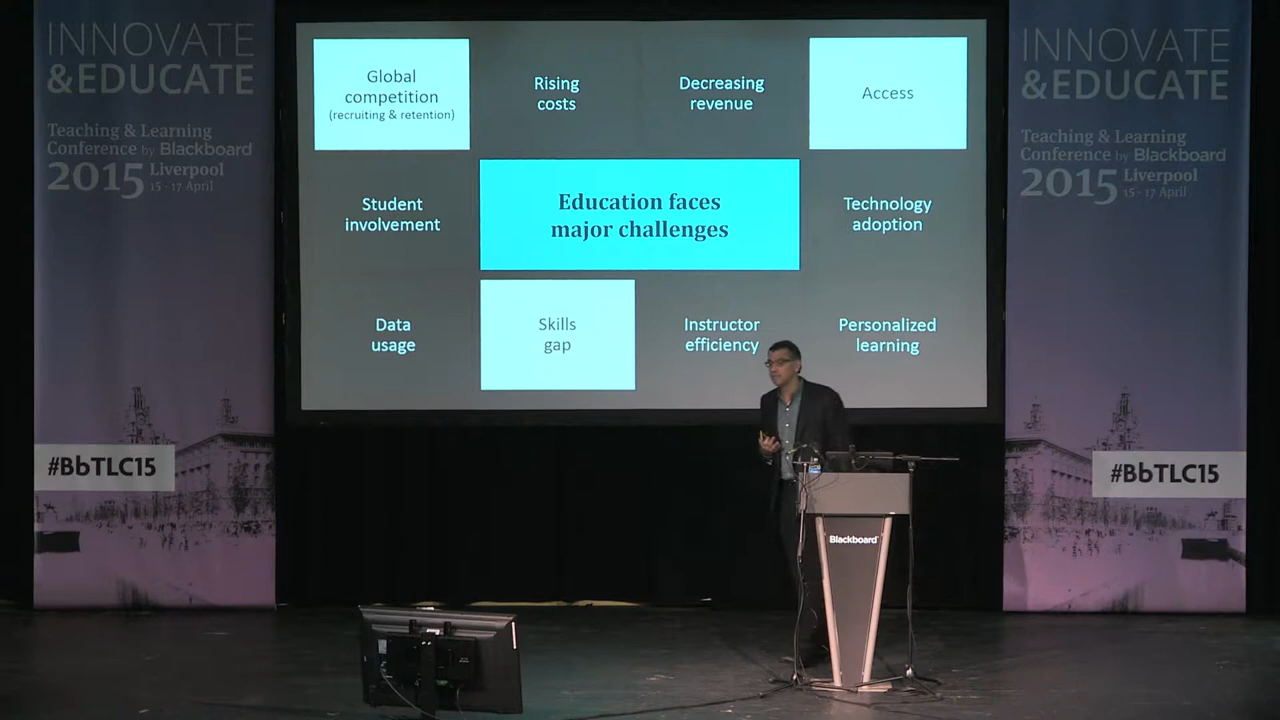 INNOVATE
&EDUCATE
Teaching & Learning
Conference by Blackboard
2015 Liverpool
15 - 17 April
#BbTLC15
Global
competition
(recruiting & retention)
Rising
costs
Decreasing
revenue
Access
Student
involvement
Education faces
major challenges
Technology
adoption
Data
usage
Skills
gap
Instructor
efficiency
Personalized
learning
Blackboard
INNOVATE
&EDUCATE
Teaching & Learning
Conference by Blackboard
2015 Liverpool
15 - 17 April
#BbTLC15